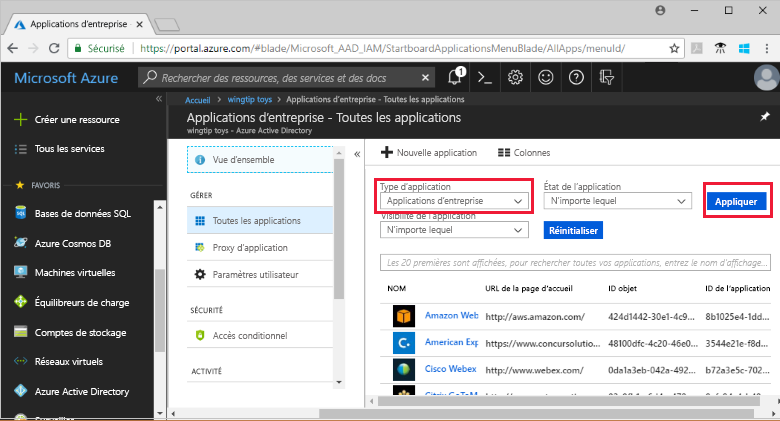 Applications d'entreprise -
Sécurisé https://portal.azure.com/#blade/Microsoft_AAD_IAM/StartboardApplicationsMenuBlade/AllApps/menuId/
Microsoft Azure
Rechercher des ressources, des services et des docs
1
Créer une ressource
Tous les services
FAVORIS
Bases de données SQL
Azure Cosmos DB
Machines virtuelles
Équilibreurs de charge
Comptes de stockage
Réseaux virtuels
Azure Active Directory
Accueil > wingtip toys > Applications d'entreprise - Toutes les applications
Applications d'entreprise - Toutes les applications
wingtip toys - Azure Active Directory
Vue d'ensemble
GÉRER
Toutes les applications
Proxy d'application
Paramètres utilisateur
SÉCURITÉ
Accès conditionnel
ACTIVITÉ
Nouvelle application
Colonnes
Type d'application
Applications d'entreprise
État de l'application
N'importe lequel
Appliquer
Visibilité de l'application
N'importe lequel
Réinitialiser
Les 20 premières sont affichées, pour rechercher toutes vos applications, entrez le nom d'affichage...
NOM URL de la page d'accueil ID objet ID de l'application
Amazon Web http://aws.amazon.com/ 424d1442-30e1-4c9... 8b1025e4-1dd...
American Exp https://www.concursolutio... 48100dfc-4c20-46e0... 3544e21e-f8d...
Cisco Webex http://www.webex.com/ 0da1a3eb-042a-492... b72a3e5c-702...